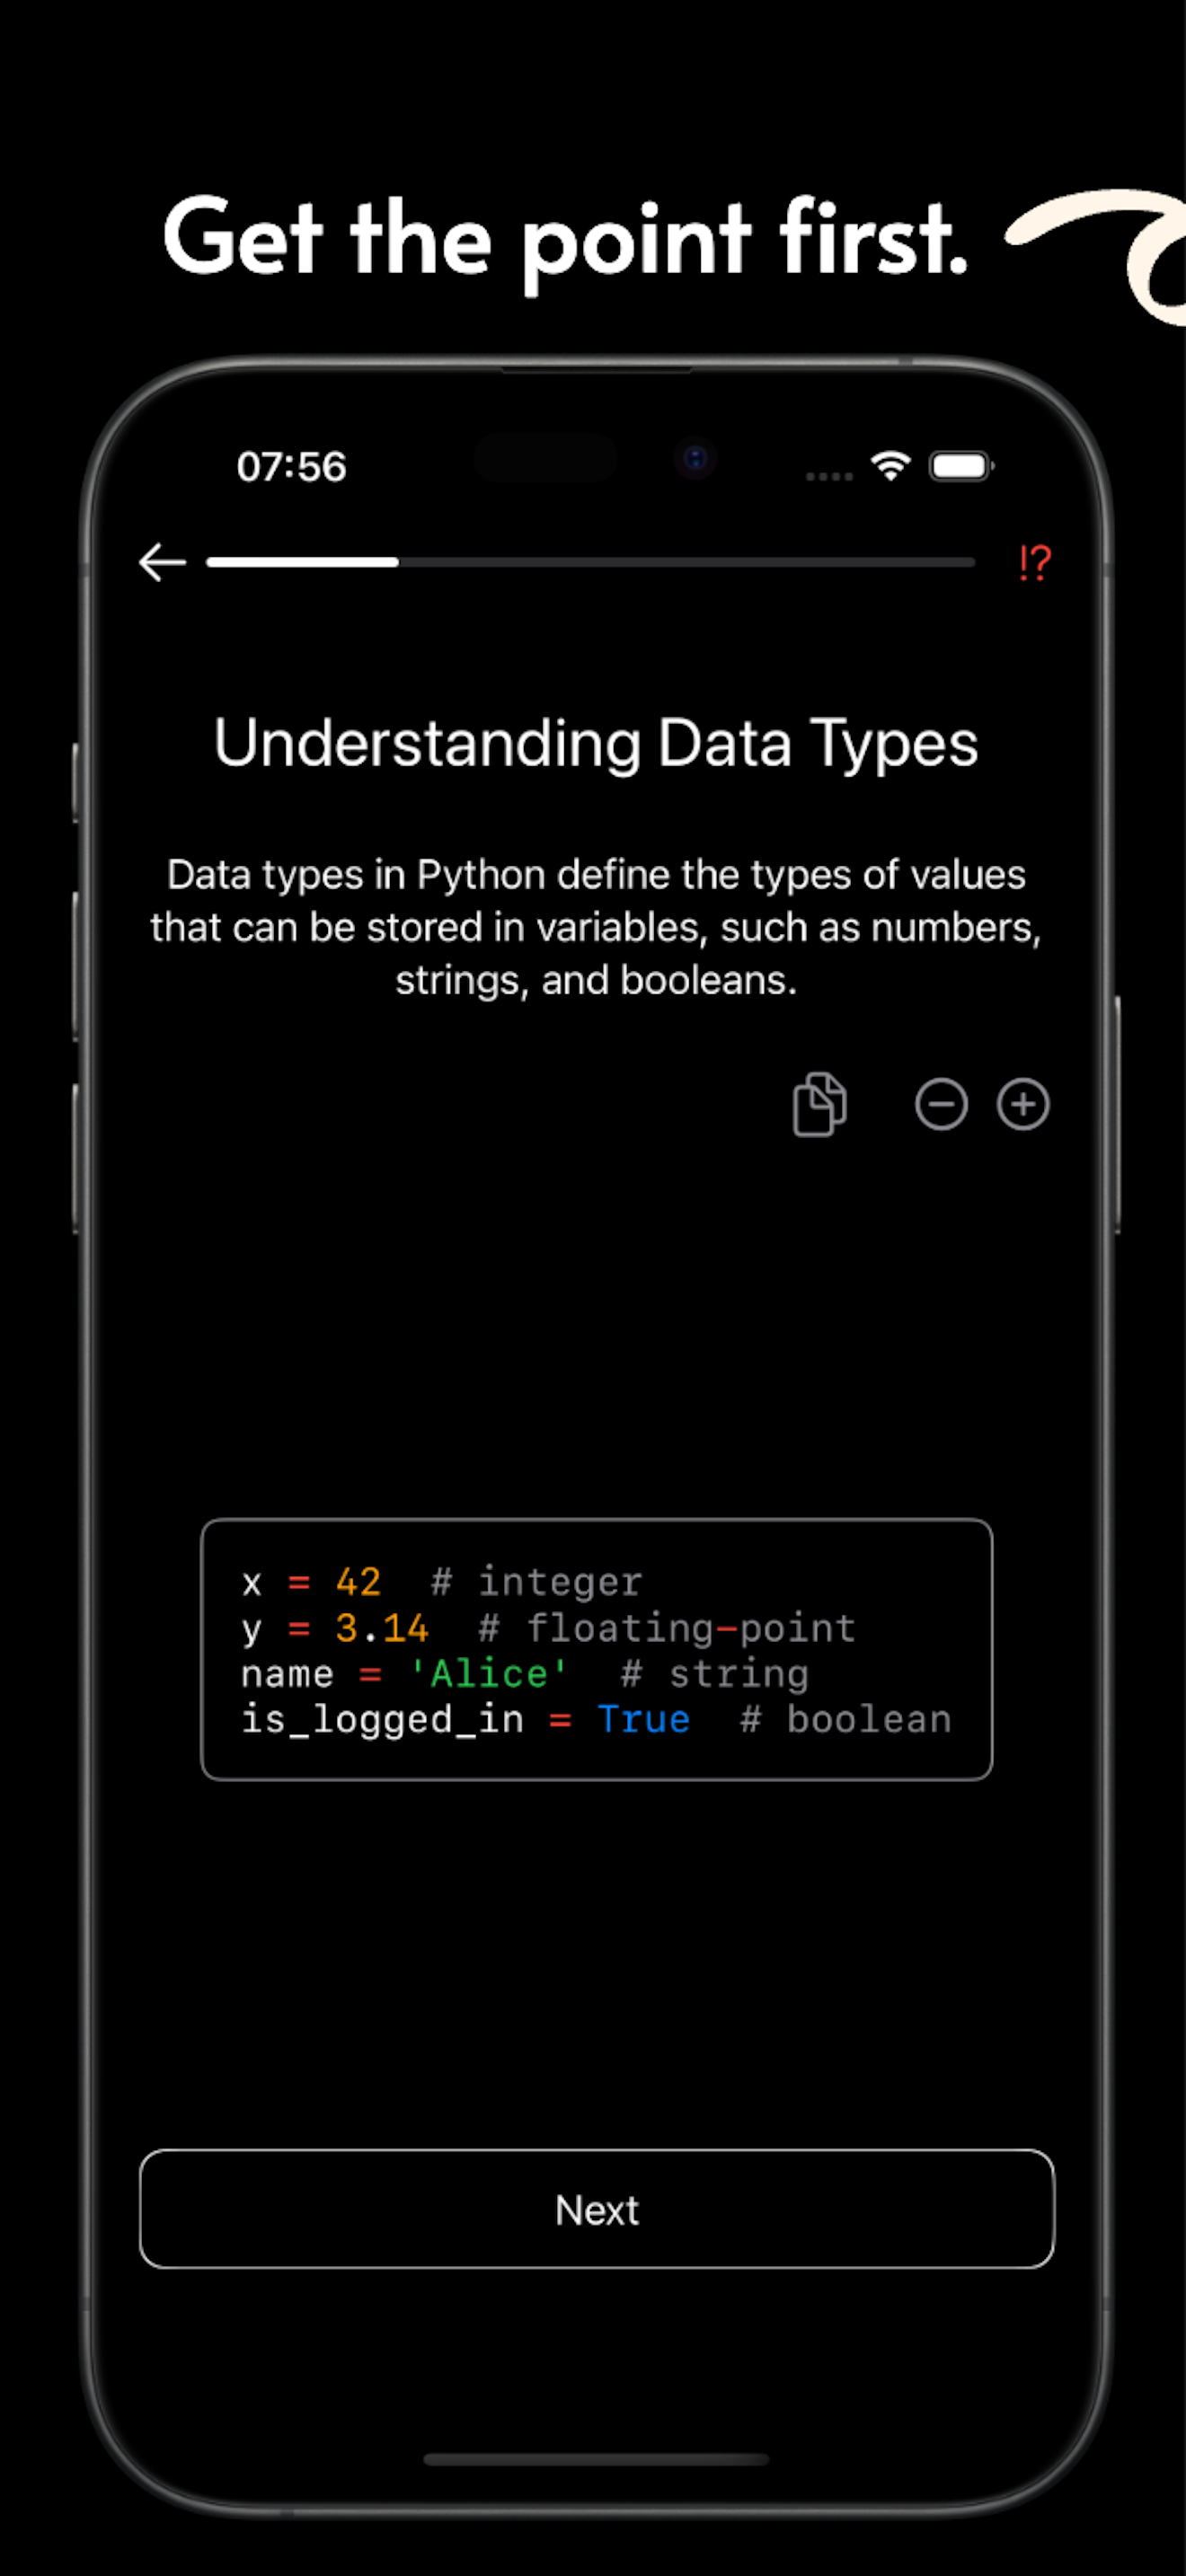 Get the point first.
07:56
!?
Understanding Data Types
Data types in Python define the types of values
that can be stored in variables, such as numbers,
strings, and booleans.
x = 42  # integer
y = 3.14  # floating-point
name = 'Alice'  # string
is_logged_in = True  # boolean
Next